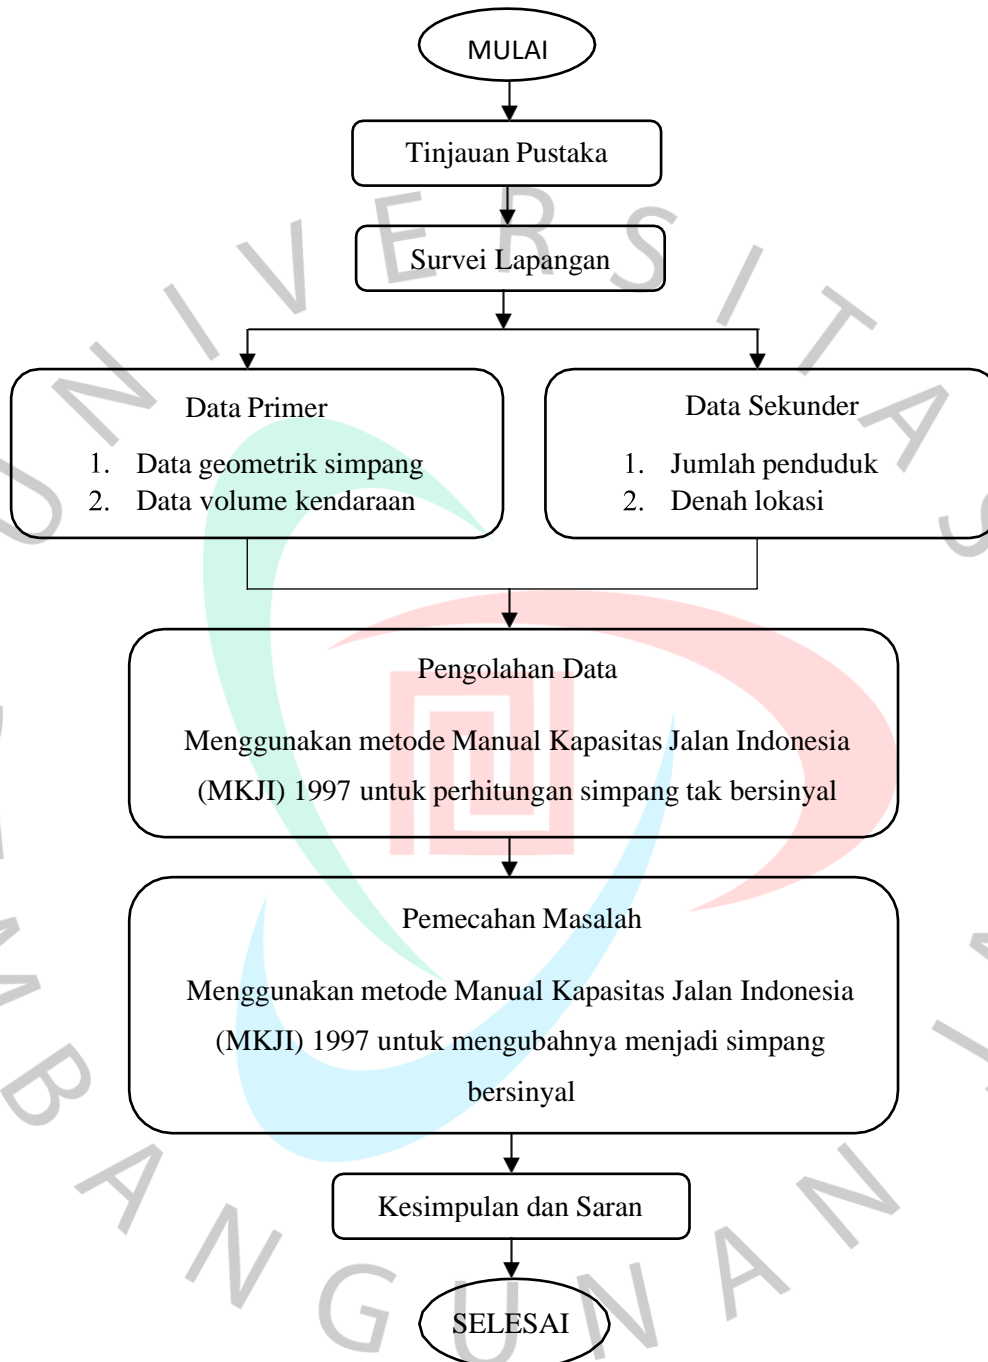 MULAI
Tinjauan Pustaka
Survei Lapangan
Data Primer
1. Data geometrik simpang
2. Data volume kendaraan
Data Sekunder
1. Jumlah penduduk
2. Denah lokasi
Pengolahan Data
Menggunakan metode Manual Kapasitas Jalan Indonesia
(MKJI) 1997 untuk perhitungan simpang tak bersinyal
Pemecahan Masalah
Menggunakan metode Manual Kapasitas Jalan Indonesia
(MKJI) 1997 untuk mengubahnya menjadi simpang
bersinyal
Kesimpulan dan Saran
SELESAI
UNIVERSITAS
MBANGUNAN